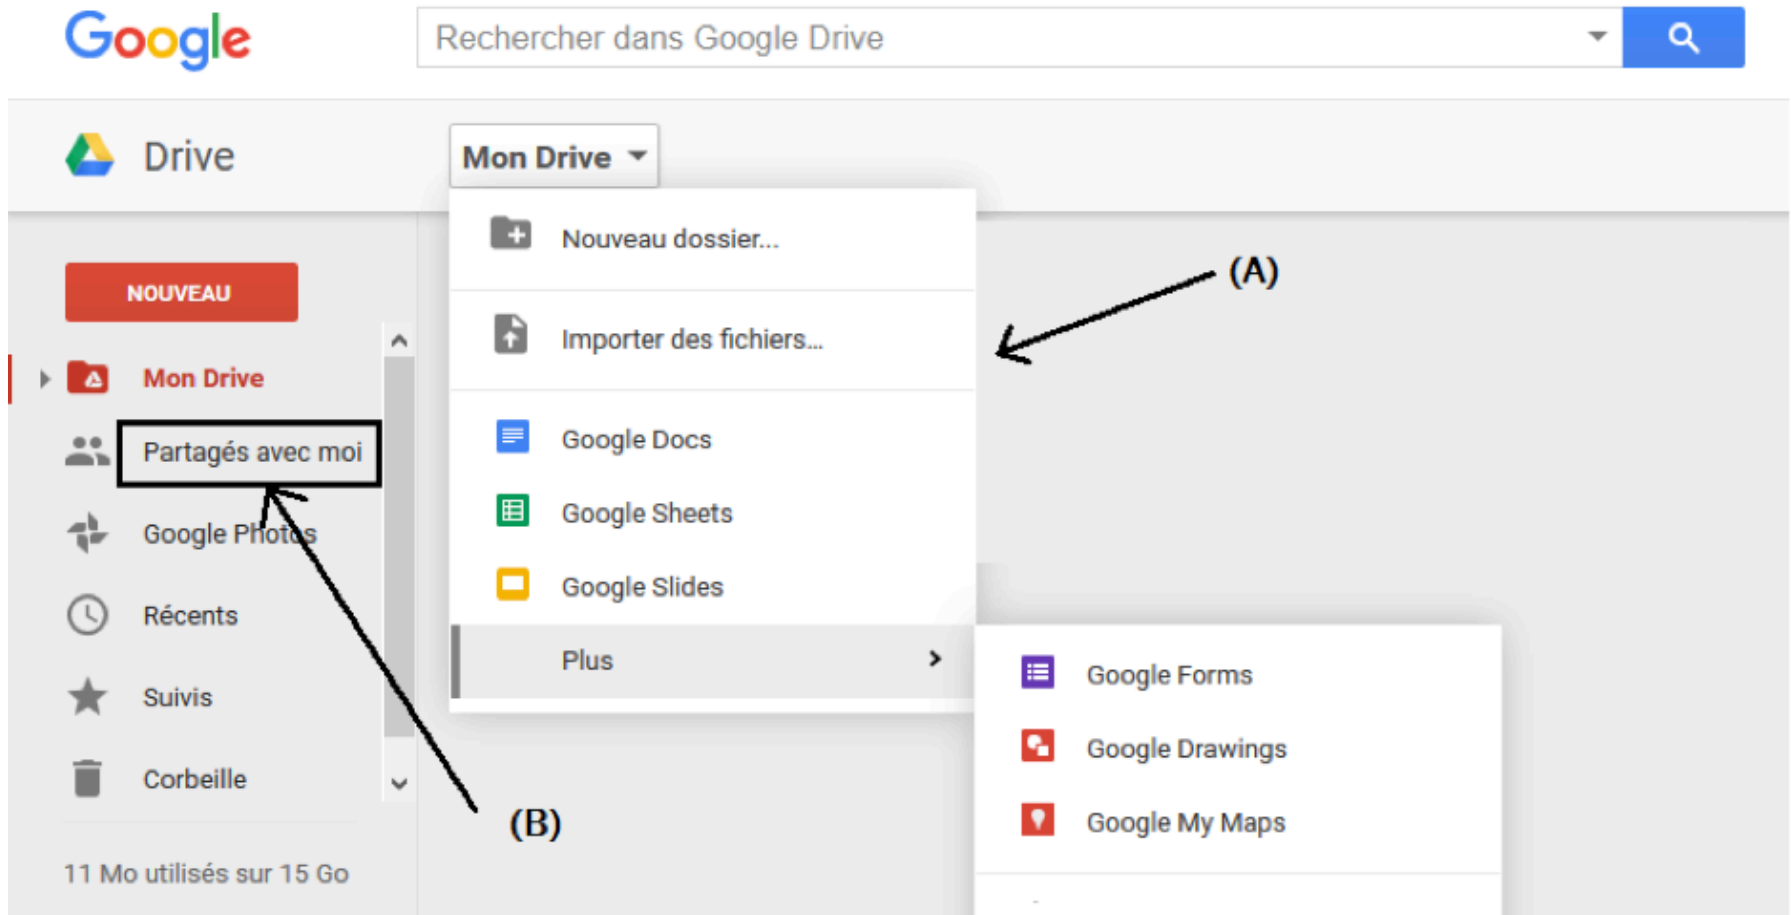 Google
Rechercher dans Google Drive
Drive
Mon Drive
NOUVEAU
Mon Drive
Partagés avec moi
Google Photos
Récents
Suivis
Corbeille
11 Mo utilisés sur 15 Go
Nouveau dossier...
Importer des fichiers...
Google Docs
Google Sheets
Google Slides
Plus
Google Forms
Google Drawings
Google My Maps
(A)
(B)